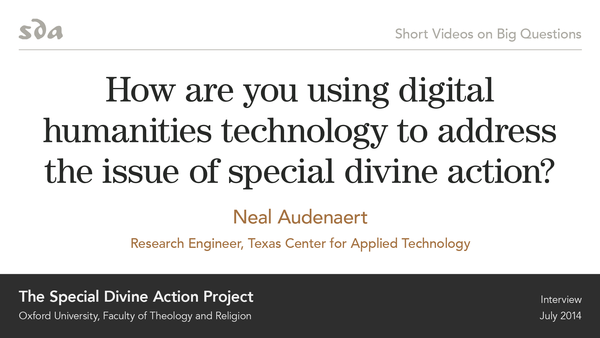 sda
Short Videos on Big Questions
How are you using digital
humanities technology to address
the issue of special divine action?
Neal Audenaert
Research Engineer, Texas Center for Applied Technology
The Special Divine Action Project
Interview
Oxford University, Faculty of Theology and Religion
July 2014